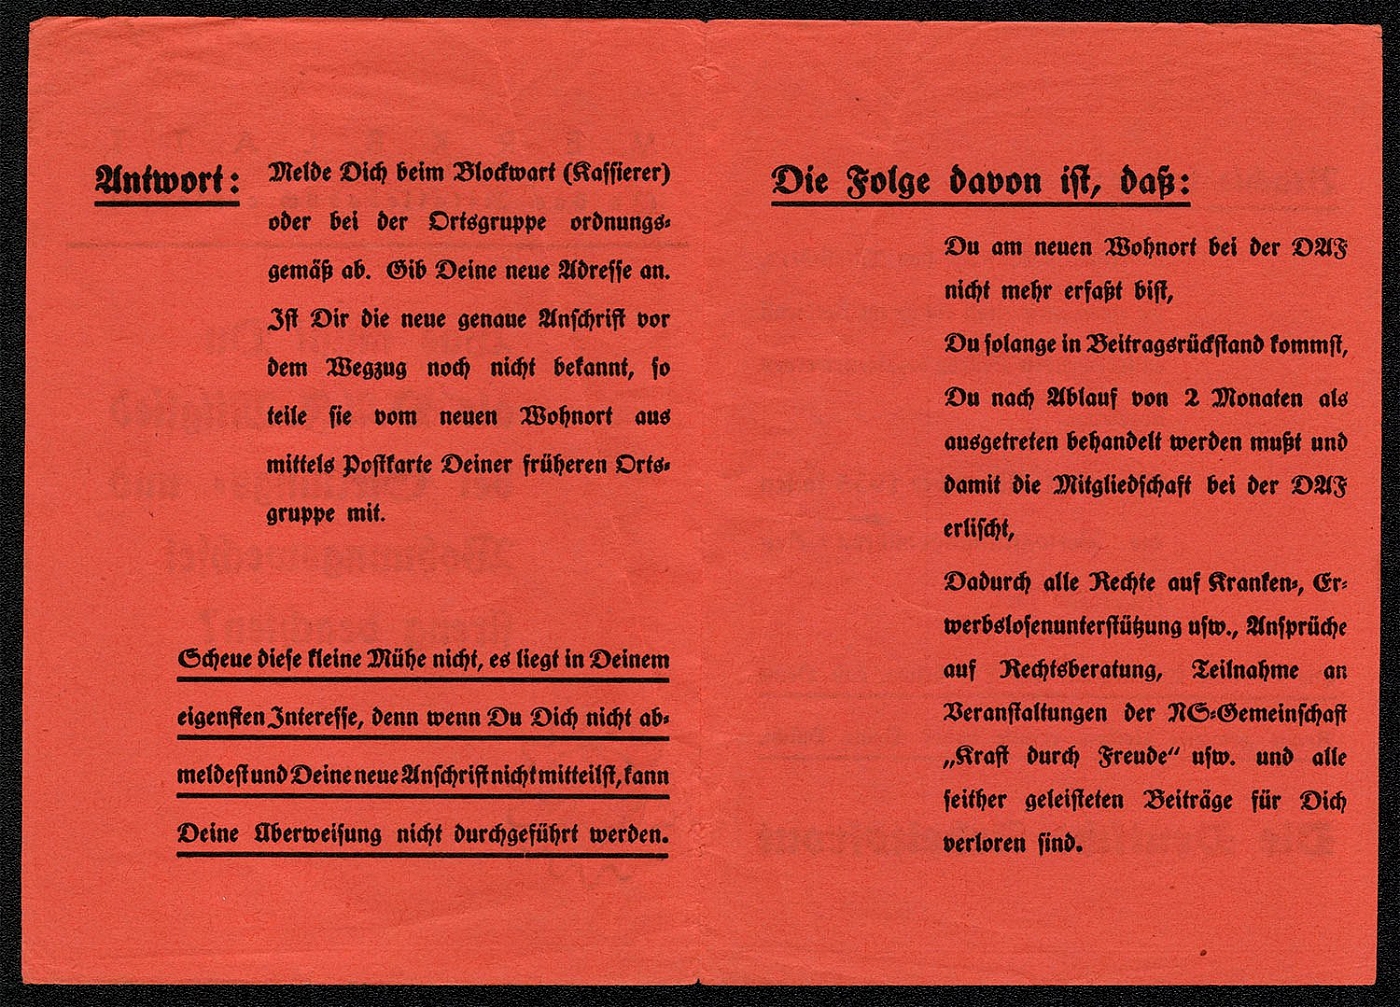 Antwort: Melde Dich beim Blockwart (Kassierer)
oder bei der Ortsgruppe ordnungs-
gemäß ab. Gib Deine neue Adresse an.
Ist Dir die neue genaue Anschrift vor
dem Wegzug noch nicht bekannt, so
teile sie vom neuen Wohnort aus
mittels Postkarte Deiner früheren Orts-
gruppe mit.
Scheue diese kleine Mühe nicht, es liegt in Deinem
eigensten Interesse, denn wenn Du Dich nicht ab-
meldest und Deine neue Anschrift nicht mitteilst, kann
Deine Überweisung nicht durchgeführt werden.
Die Folge davon ist, daß:
Du am neuen Wohnort bei der DAF
nicht mehr erfaßt bist,
Du solange in Beitragsrückstand kommst,
Du nach Ablauf von 2 Monaten als
ausgetreten behandelt werden mußt und
damit die Mitgliedschaft bei der DAF
erlischt,
Dadurch alle Rechte auf Kranken-, Er-
werbslosenunterstützung usw., Ansprüche
auf Rechtsberatung, Teilnahme an
Veranstaltungen der NS-Gemeinschaft
„Kraft durch Freude“ usw. und alle
seither geleisteten Beiträge für Dich
verloren sind.